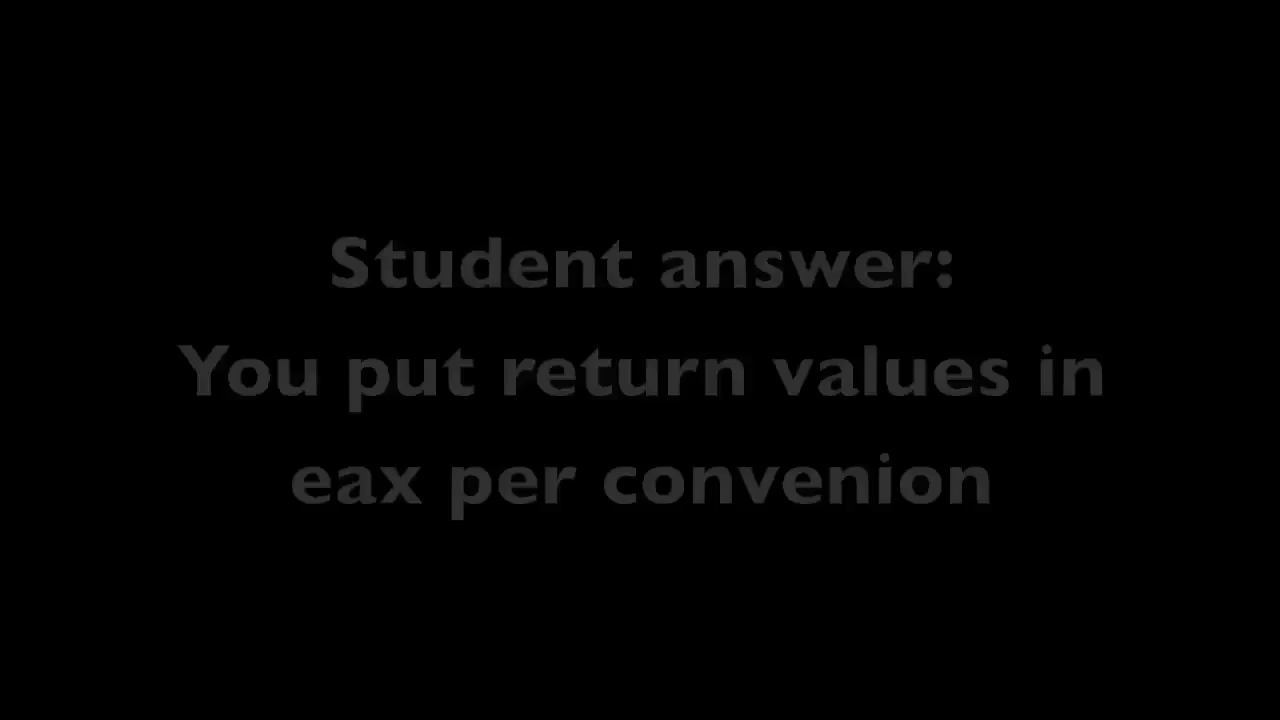 Student answer:
You put return values in
eax per convenion